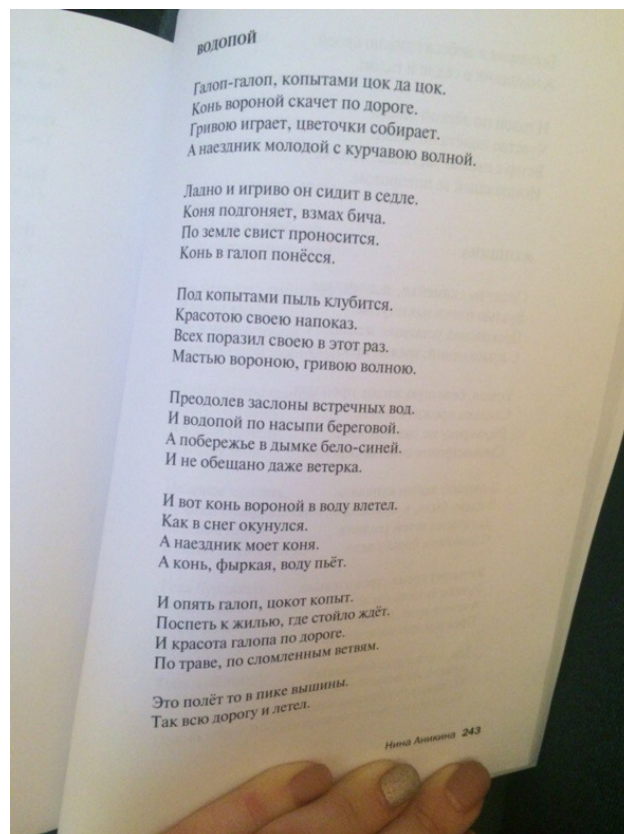 ВОДОПОЙ
Галоп-галоп, копытами цок да цок.
Конь вороной скачет по дороге.
Гривою играет, цветочки собирает.
А наездник молодой с курчавою волной.
Ладно и игриво он сидит в седле.
Коня подгоняет, взмах бича.
По земле свист проносится.
Конь в галоп понёсся.
Под копытами пыль клубится.
Красотою своею напоказ.
Всех поразил своею в этот раз.
Мастью вороною, гривою волною.
Преодолев заслоны встречных вод.
И водопой по насыпи береговой.
А побережье в дымке бело-синей.
И не обещано даже ветерка.
И вот конь вороной в воду влетел.
Как в снег окунулся.
А наездник моет коня.
А конь, фыркая, воду пьёт.
И опять галоп, цокот копыт.
Поспеть к жилью, где стойло ждёт.
И красота галопа по дороге.
По траве, по сломленным ветвям.
Это полёт то в пике вышины.
Так всю дорогу и летел.
Нина Аникина 243